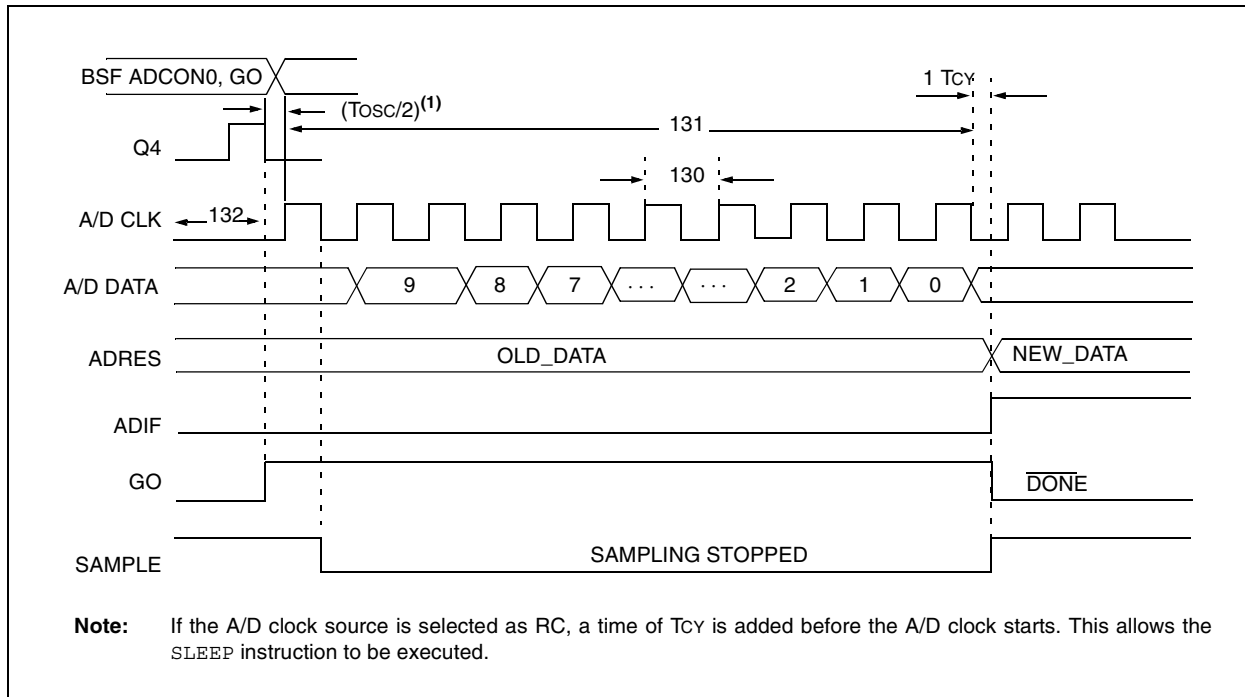 BSF ADCON0, GO
1 TCY
(TOSC/2)(1)
131
Q4
130
A/D CLK
132
A/D DATA
9 8 7 . . . . . . 2 1 0
ADRES
OLD_DATA
NEW_DATA
ADIF
GO
DONE
SAMPLE
SAMPLING STOPPED
Note: If the A/D clock source is selected as RC, a time of TCY is added before the A/D clock starts. This allows the
SLEEP instruction to be executed.